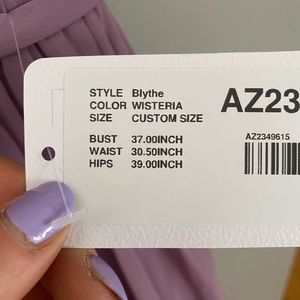 STYLE Blythe
COLOR WISTERIA
SIZE CUSTOM SIZE
AZ23
AZ2349615
BUST 37.00INCH
WAIST 30.50INCH
HIPS 39.00INCH